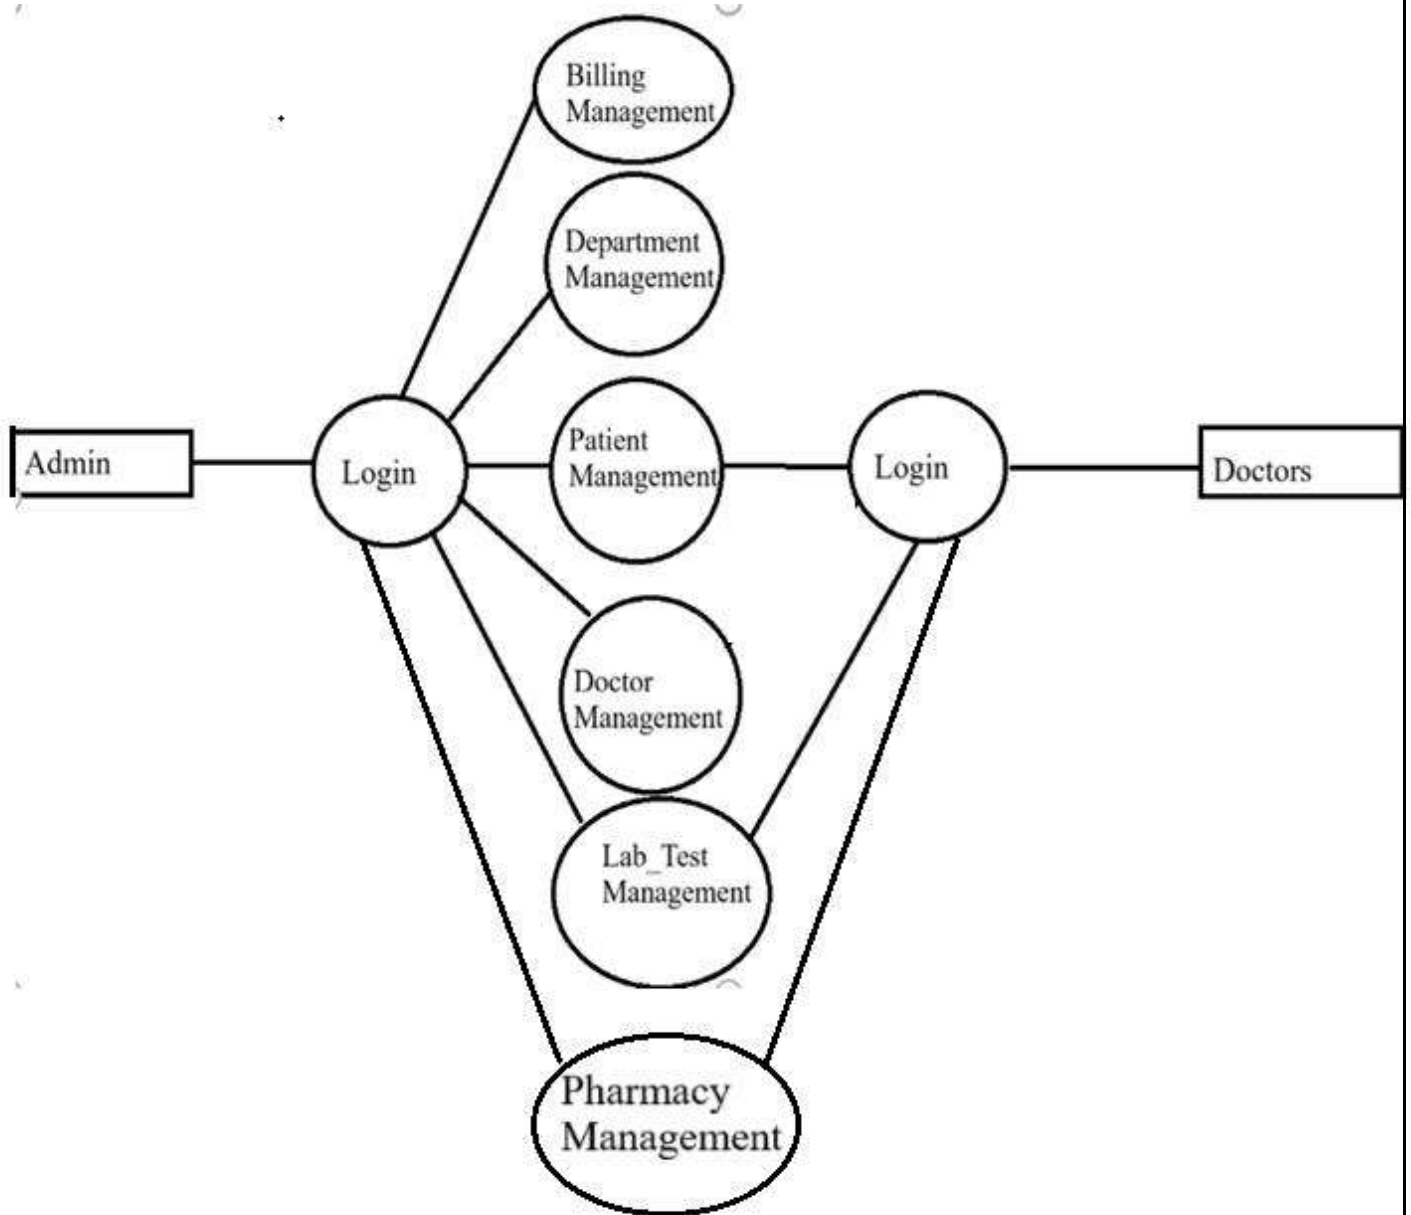 Billing
Management
Department
Management
Admin
Login
Patient
Management
Login
Doctors
Doctor
Management
Lab_Test
Management
Pharmacy
Management